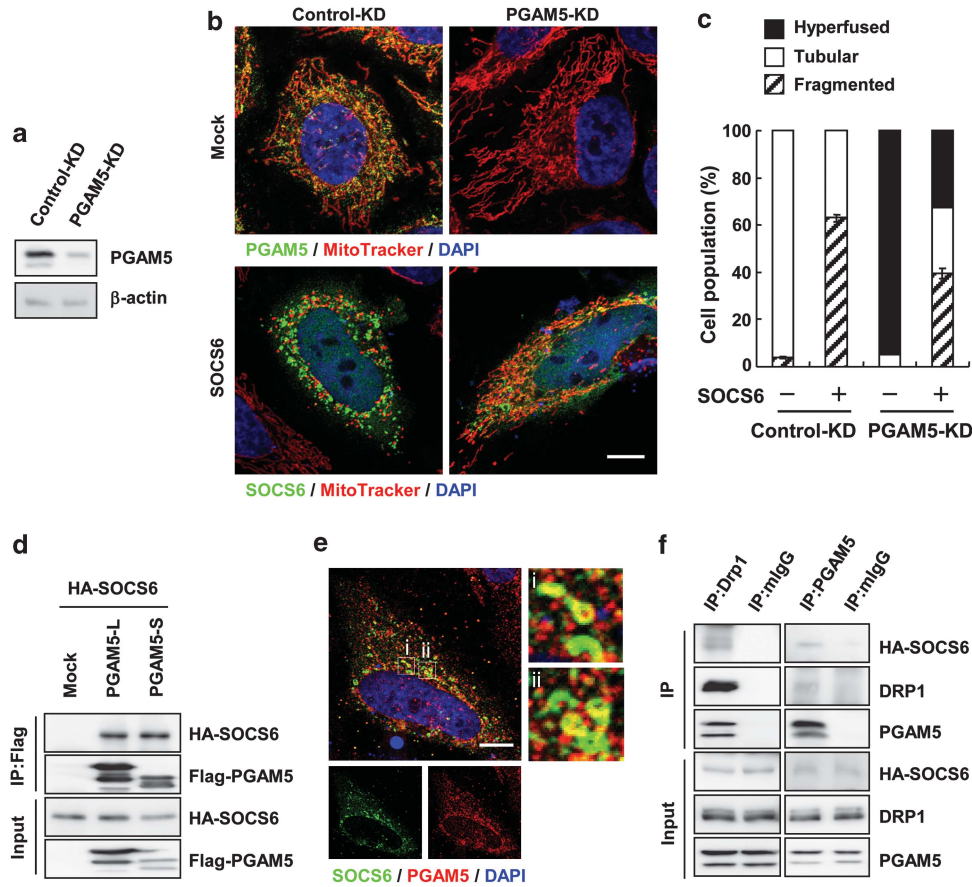 a
Control-KD
PGAM5-KD
PGAM5
β-actin
b
Control-KD
PGAM5-KD
Mock
PGAM5 / MitoTracker / DAPI
SOCS6
SOCS6 / MitoTracker / DAPI
c
Hyperfused
Tubular
Fragmented
Cell population (%)
100
80
60
40
20
0
SOCS6 − + − +
Control-KD PGAM5-KD
d
HA-SOCS6
Mock
PGAM5-L
PGAM5-S
IP:Flag
HA-SOCS6
Flag-PGAM5
Input
HA-SOCS6
Flag-PGAM5
e
i ii
i
ii
SOCS6 / PGAM5 / DAPI
f
IP:Drp1
IP:mIgG
IP:PGAM5
IP:mIgG
IP
HA-SOCS6
DRP1
PGAM5
Input
HA-SOCS6
DRP1
PGAM5